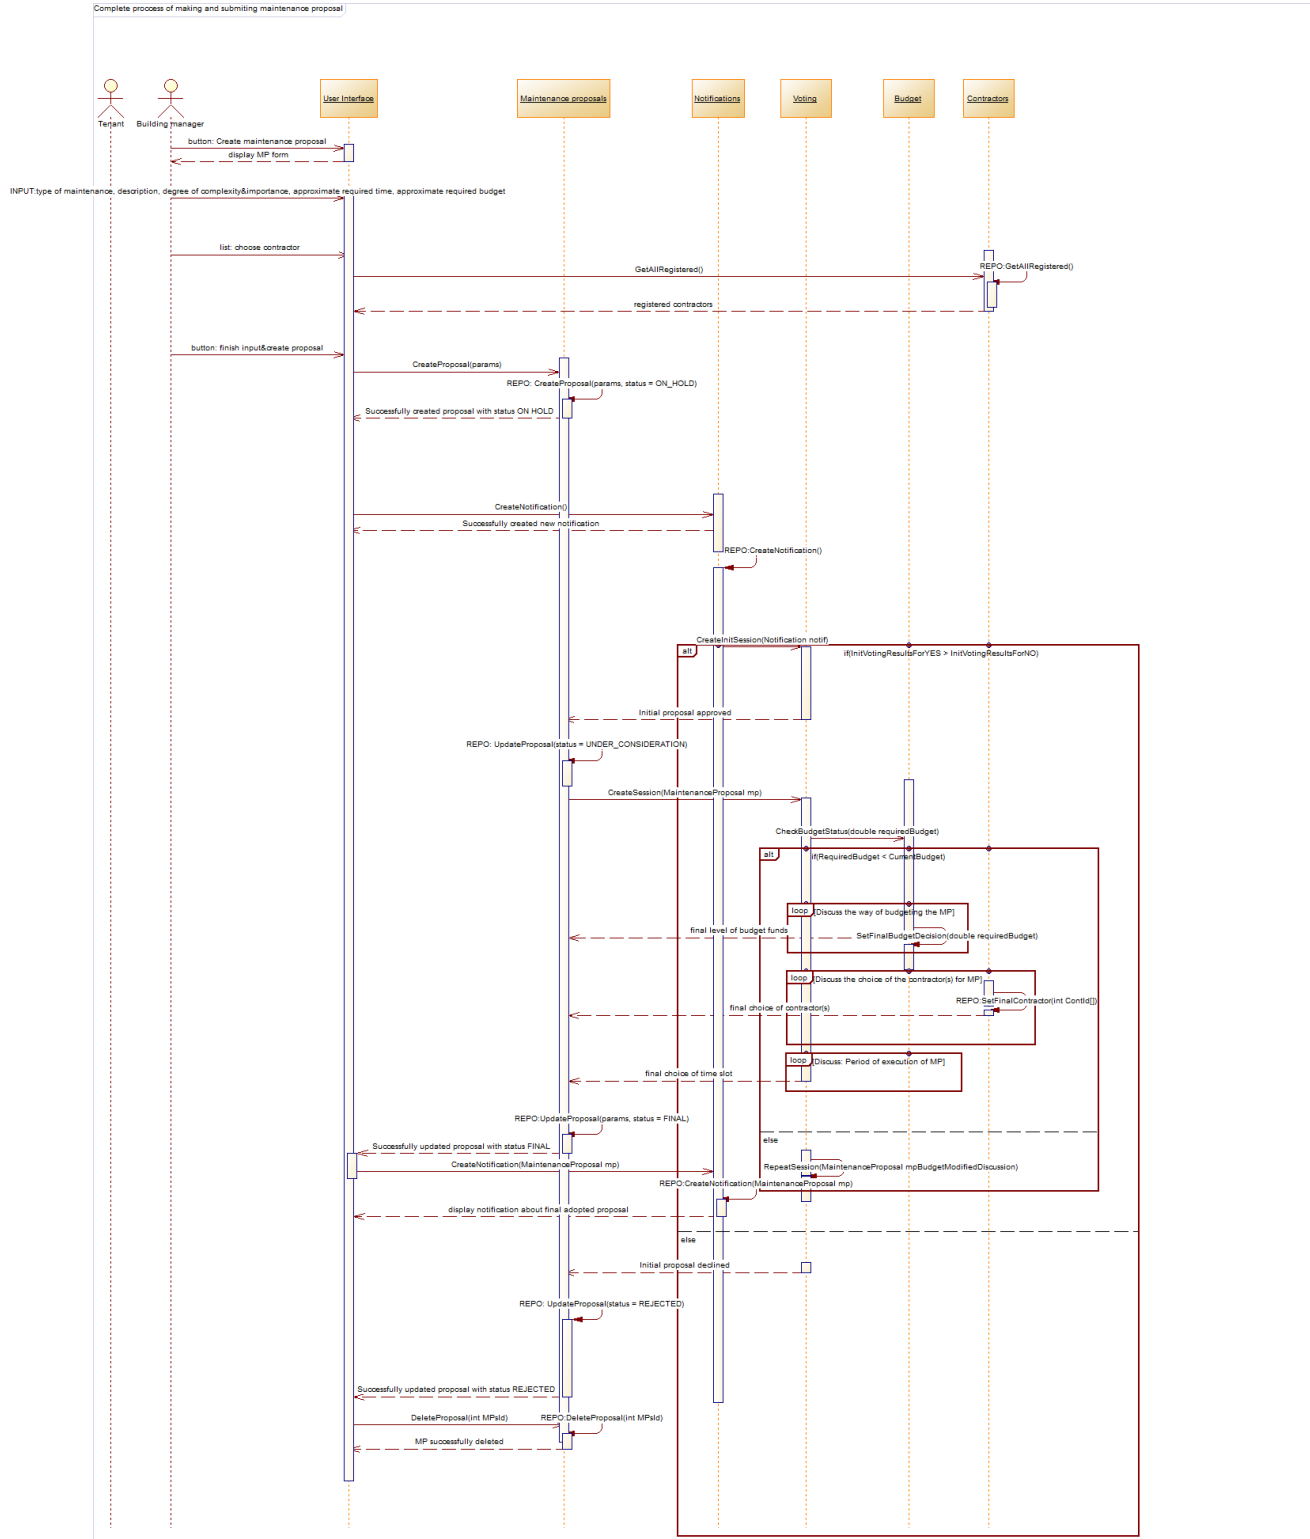 Complete proccess of making and submiting maintenance proposal
Tenant
Building manager
User Interface
Maintenance proposals
Notifications
Voting
Budget
Contractors
button: Create maintenance proposal
display MP form
INPUT:type of maintenance, description, degree of complexity&importance, approximate required time, approximate required budget
list: choose contractor
GetAllRegistered()
REPO:GetAllRegistered()
registered contractors
button: finish input&create proposal
CreateProposal(params)
REPO: CreateProposal(params, status = ON_HOLD)
Successfully created proposal with status ON HOLD
CreateNotification()
Successfully created new notification
REPO:CreateNotification()
CreateInitSession(Notification notif)
alt
if(InitVotingResultsForYES > InitVotingResultsForNO)
Initial proposal approved
REPO: UpdateProposal(status = UNDER_CONSIDERATION)
CreateSession(MaintenanceProposal mp)
CheckBudgetStatus(double requiredBudget)
alt
if(RequiredBudget < CurrentBudget)
loop
[Discuss the way of budgeting the MP]
final level of budget funds
SetFinalBudgetDecision(double requiredBudget)
loop
[Discuss the choice of the contractor(s) for MP]
REPO:SetFinalContractor(int ContId[])
final choice of contractor(s)
loop
[Discuss: Period of execution of MP]
final choice of time slot
REPO:UpdateProposal(params, status = FINAL)
else
Successfully updated proposal with status FINAL
CreateNotification(MaintenanceProposal mp)
RepeatSession(MaintenanceProposal mpBudgetModifiedDiscussion)
REPO:CreateNotification(MaintenanceProposal mp)
display notification about final adopted proposal
else
Initial proposal declined
REPO: UpdateProposal(status = REJECTED)
Successfully updated proposal with status REJECTED
DeleteProposal(int MPsId)
REPO:DeleteProposal(int MPsId)
MP successfully deleted